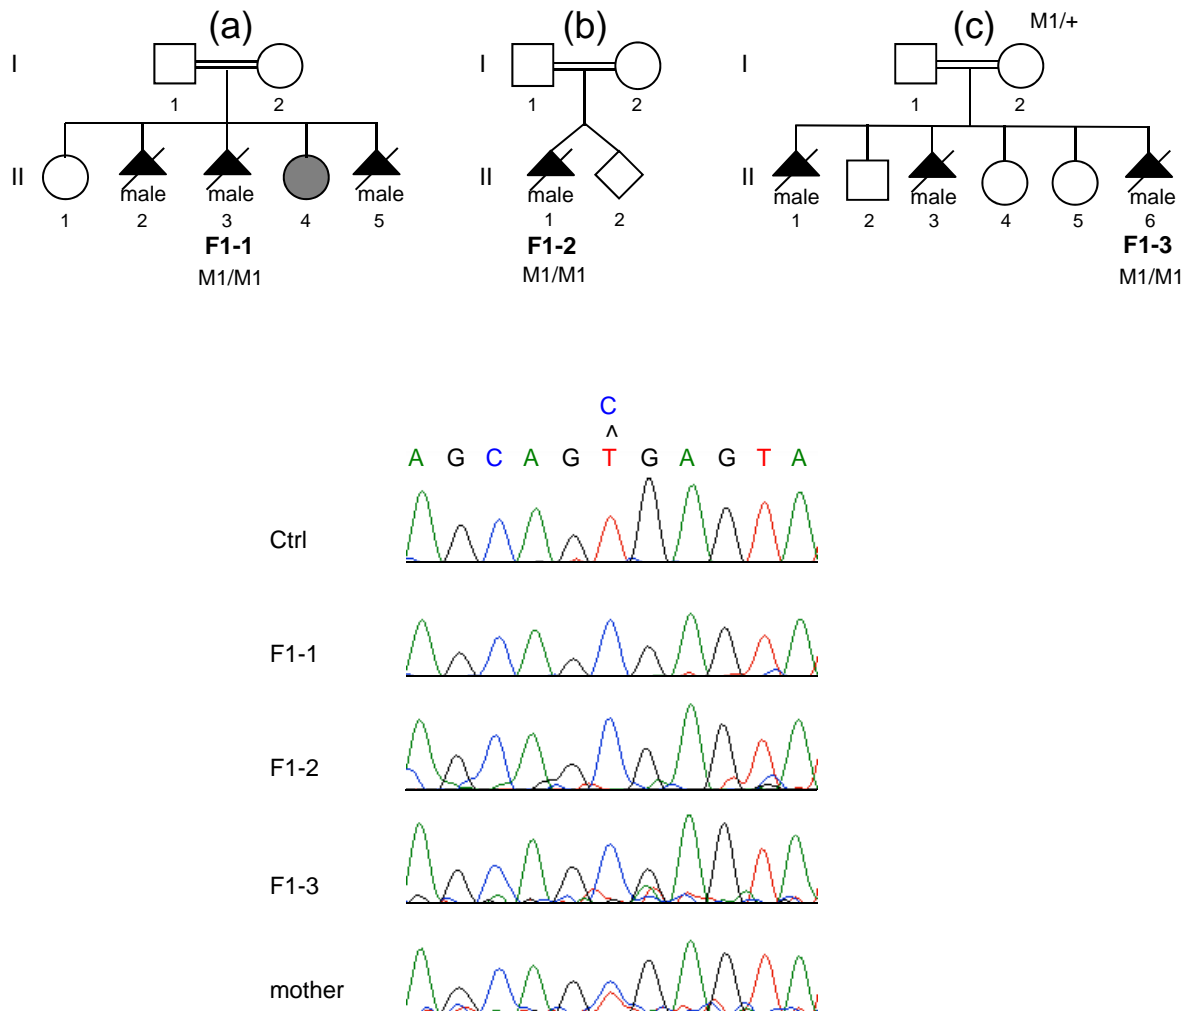 (a) (b) (c) M1/+
I I I
1 2 1 2 1 2
II II II
male male male male male male male
1 2 3 4 5 1 2 1 2 3 4 5 6
F1-1 F1-2 F1-3
M1/M1 M1/M1 M1/M1
C
^
A G C A G T G A G T A
Ctrl
F1-1
F1-2
F1-3
mother